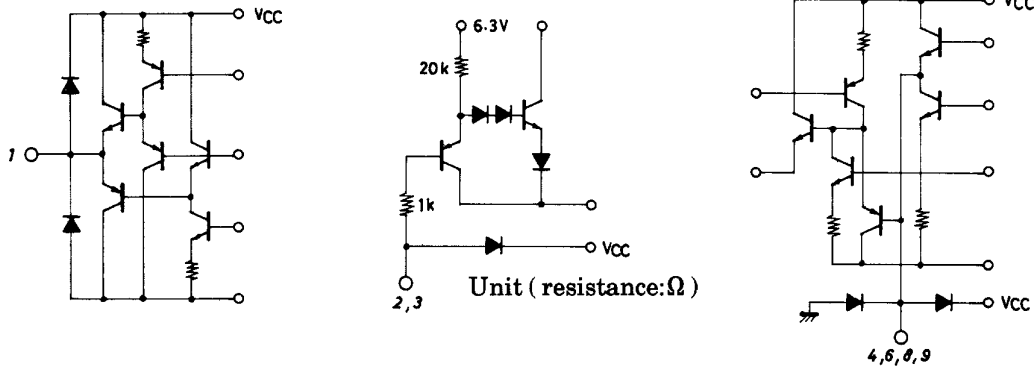 VCC
1
6.3V
20k
1k
VCC
2,3
Unit ( resistance:Ω )
VCC
VCC
4,6,8,9